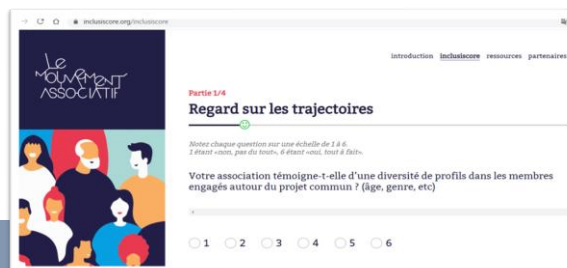 inclusiscore.org/inclusiscore
Le
MOUVEMENT
ASSOCIATIF
introduction inclusiscore ressources partenaires
Partie 1/4
Regard sur les trajectoires
Notez chaque question sur une échelle de 1 à 6.
1 étant «non, pas du tout», 6 étant «oui, tout à fait».
Votre association témoigne-t-elle d’une diversité de profils dans les membres
engagés autour du projet commun ? (âge, genre, etc)
1 2 3 4 5 6